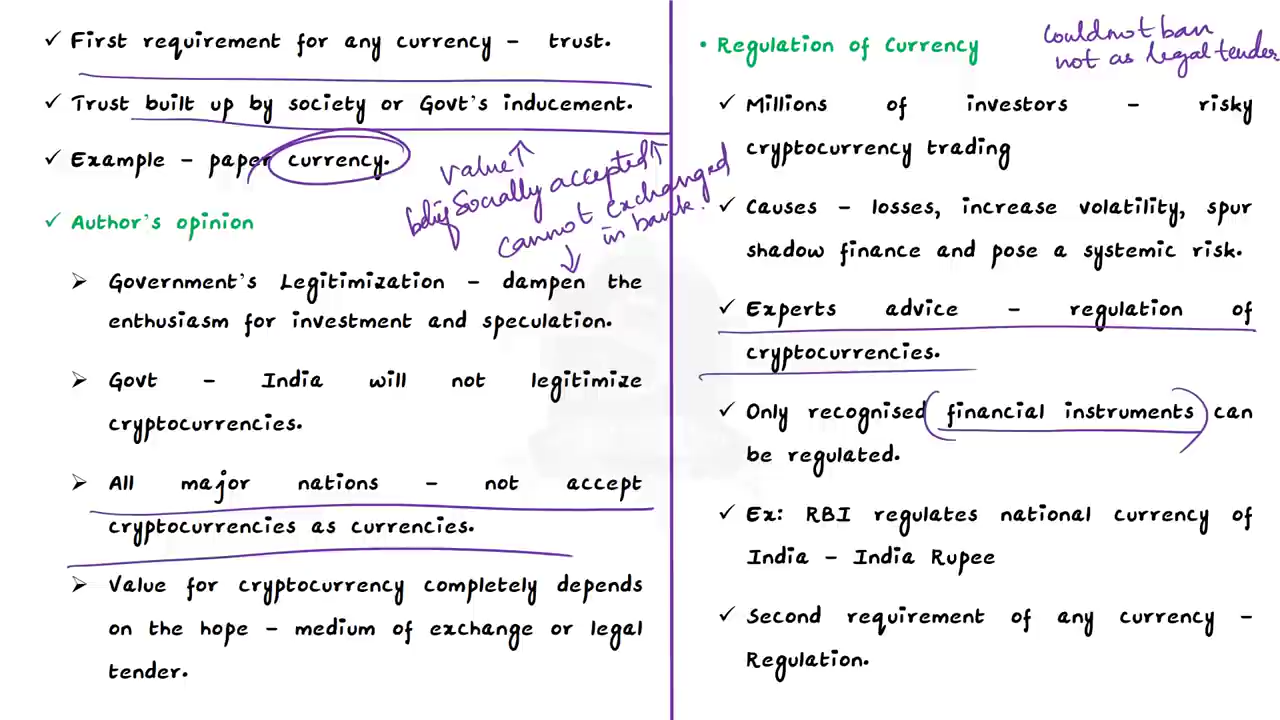 ✓ First requirement for any currency – trust.
✓ Trust built up by society or Govt's inducement.
✓ Example – paper currency.
value ↑
Socially accepted ↑
cannot exchanged
in bank.
✓ Author's opinion
➢ Government's Legitimization – dampen the
enthusiasm for investment and speculation.
➢ Govt – India will not legitimize
cryptocurrencies.
➢ All major nations – not accept
cryptocurrencies as currencies.
➢ Value for cryptocurrency completely depends
on the hope – medium of exchange or legal
tender.
• Regulation of Currency
could not ban
not as legal tender
✓ Millions of investors – risky
cryptocurrency trading
✓ Causes – losses, increase volatility, spur
shadow finance and pose a systemic risk.
✓ Experts advice – regulation of
cryptocurrencies.
✓ Only recognised financial instruments can
be regulated.
✓ Ex: RBI regulates national currency of
India – India Rupee
✓ Second requirement of any currency –
Regulation.